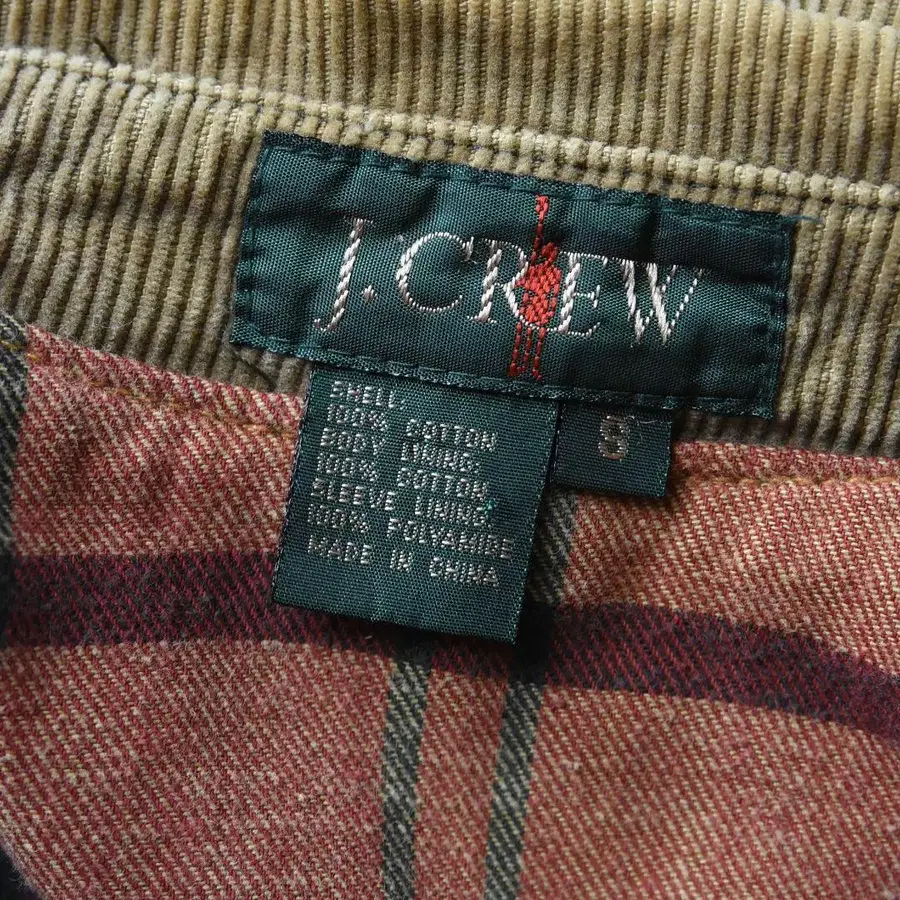 J.CREW
SHELL:
100% COTTON
BODY LINING:
100% COTTON
SLEEVE LINING:
100% POLYAMIDE
MADE IN CHINA
S